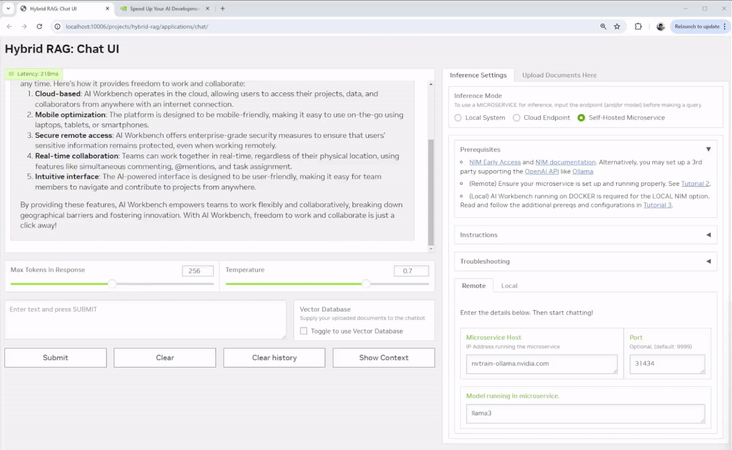 Hybrid RAG: Chat UI
Speed Up Your AI Developmen
localhost:10006/projects/hybrid-rag/applications/chat/
Relaunch to update
Hybrid RAG: Chat UI
Latency: 218ms
any time. Here's how it provides freedom to work and collaborate:
1. Cloud-based: AI Workbench operates in the cloud, allowing users to access their projects, data, and
collaborators from anywhere with an internet connection.
2. Mobile optimization: The platform is designed to be mobile-friendly, making it easy to use on-the-go using
laptops, tablets, or smartphones.
3. Secure remote access: AI Workbench offers enterprise-grade security measures to ensure that users'
sensitive information remains protected, even when working remotely.
4. Real-time collaboration: Teams can work together in real-time, regardless of their physical location, using
features like simultaneous commenting, @mentions, and task assignment.
5. Intuitive interface: The AI-powered interface is designed to be user-friendly, making it easy for team
members to navigate and contribute to projects from anywhere.
By providing these features, AI Workbench empowers teams to work flexibly and collaboratively, breaking down
geographical barriers and fostering innovation. With AI Workbench, freedom to work and collaborate is just a
click away!
Max Tokens in Response
256
Temperature
0.7
Enter text and press SUBMIT
Vector Database
Supply your uploaded documents to the chatbot
Toggle to use Vector Database
Submit
Clear
Clear history
Show Context
Inference Settings
Upload Documents Here
Inference Mode
To use a MICROSERVICE for inference, input the endpoint (and/or model) before making a query.
Local System
Cloud Endpoint
Self-Hosted Microservice
Prerequisites
NIM Early Access and NIM documentation. Alternatively, you may set up a 3rd
party supporting the OpenAI API like Ollama
(Remote) Ensure your microservice is set up and running properly. See Tutorial 2.
(Local) AI Workbench running on DOCKER is required for the LOCAL NIM option.
Read and follow the additional prereqs and configurations in Tutorial 3.
Instructions
Troubleshooting
Remote
Local
Enter the details below. Then start chatting!
Microservice Host
IP Address running the microservice
nvtrain-ollama.nvidia.com
Port
Optional, (default: 9999)
31434
Model running in microservice.
llama3